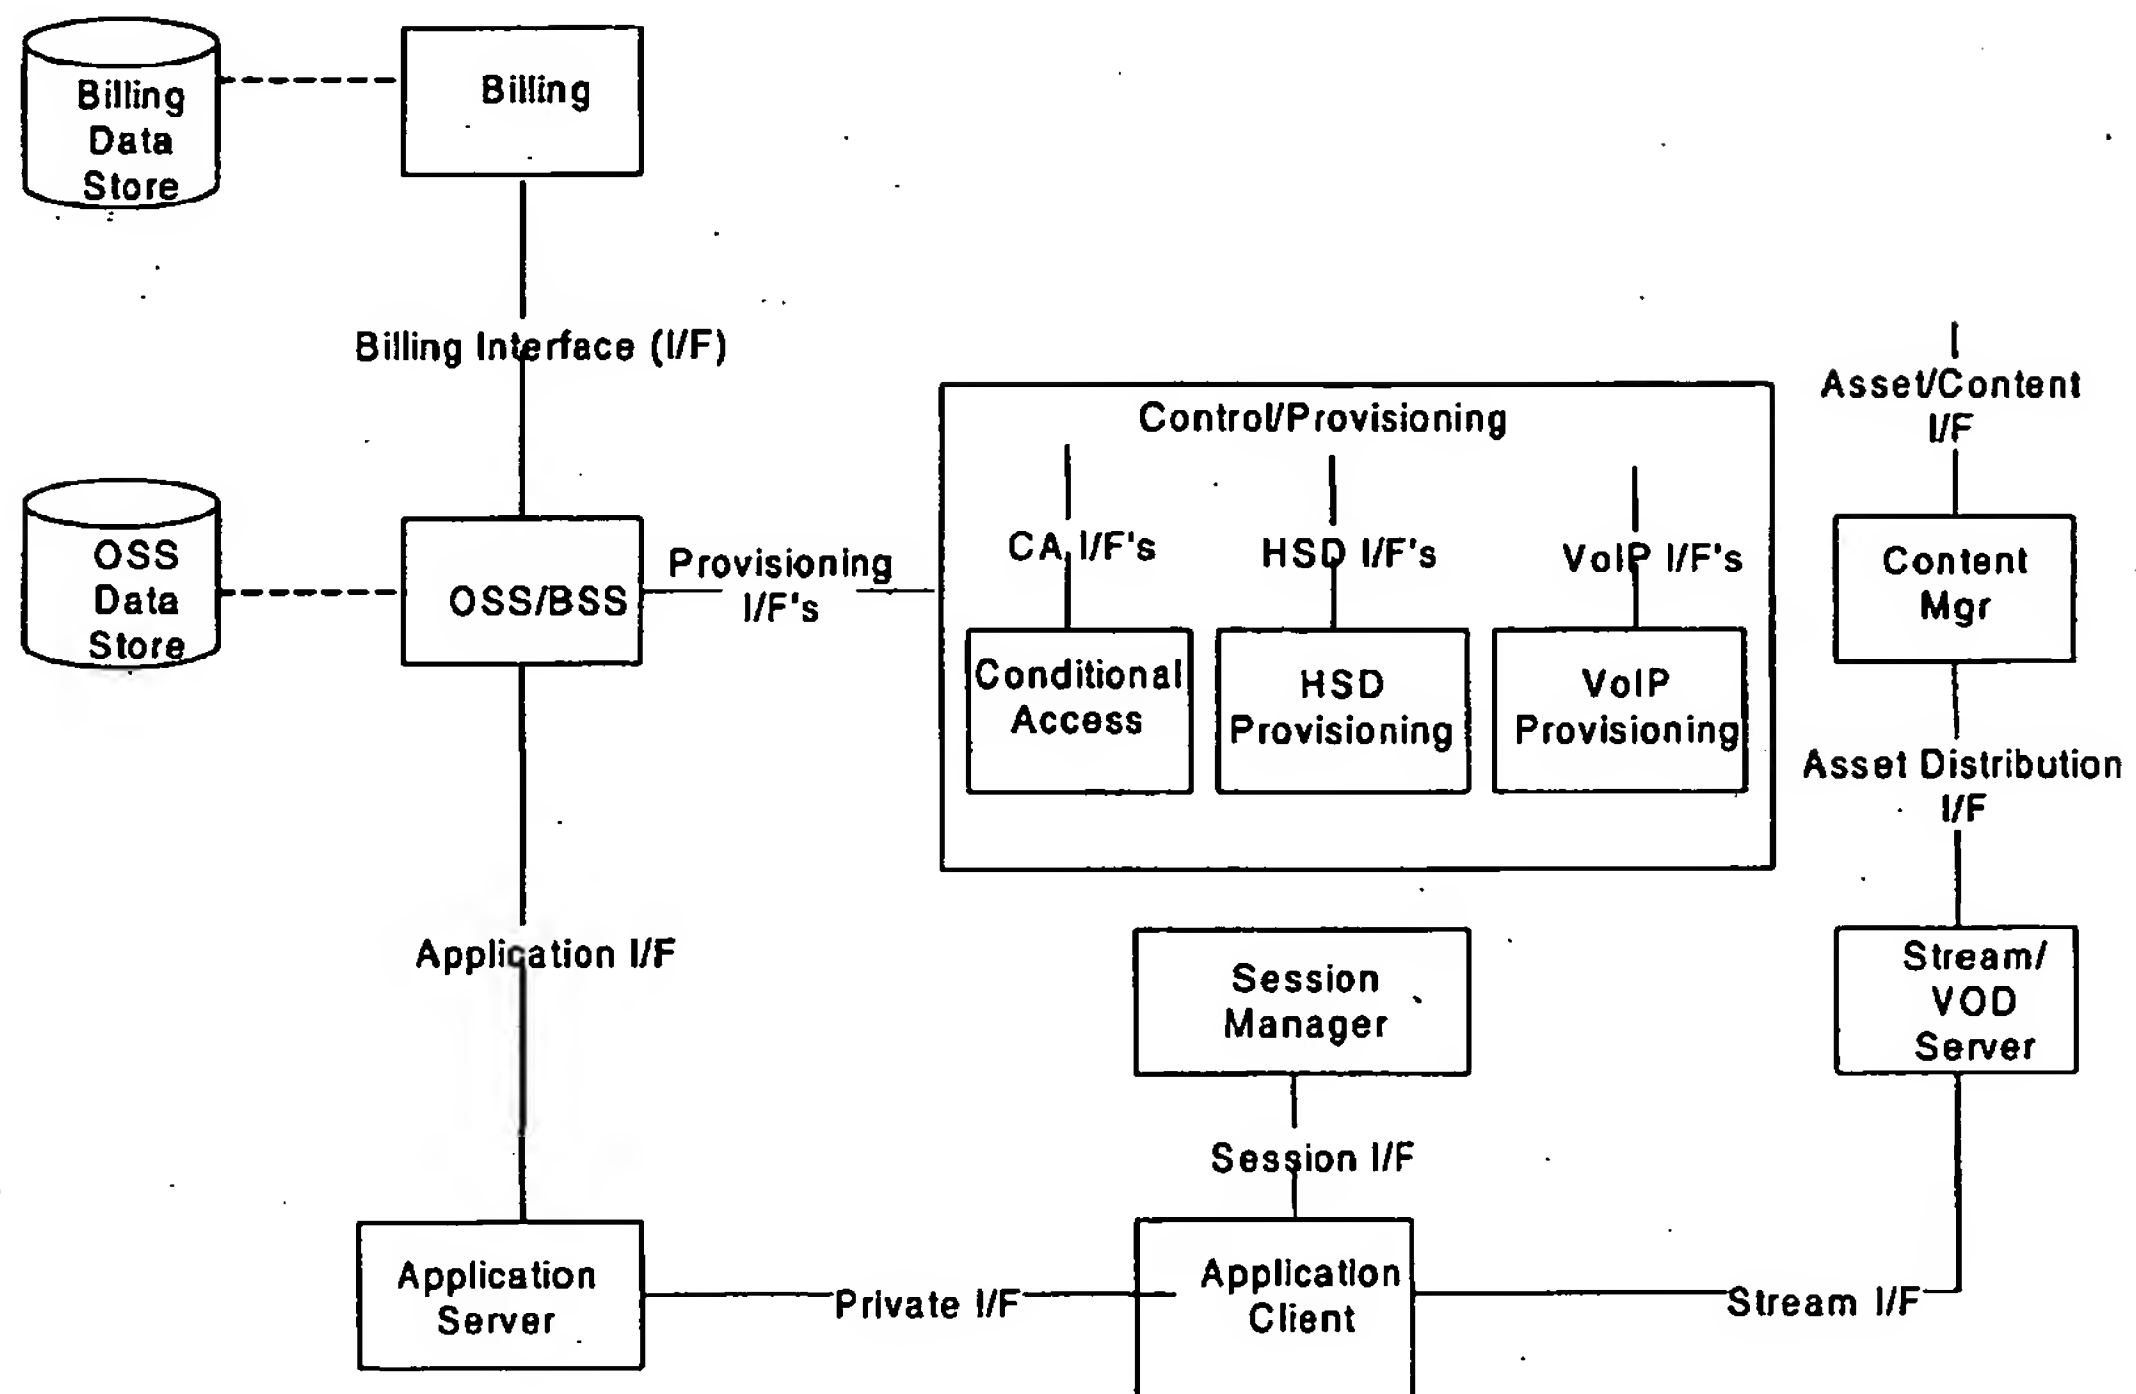 Billing
Data
Store
Billing
Billing Interface (I/F)
OSS
Data
Store
OSS/BSS
Provisioning
I/F's
Control/Provisioning
CA I/F's
HSD I/F's
VoIP I/F's
Conditional
Access
HSD
Provisioning
VoIP
Provisioning
Asset/Content
I/F
Content
Mgr
Asset Distribution
I/F
Application I/F
Session
Manager
Stream/
VOD
Server
Session I/F
Application
Server
Private I/F
Application
Client
Stream I/F